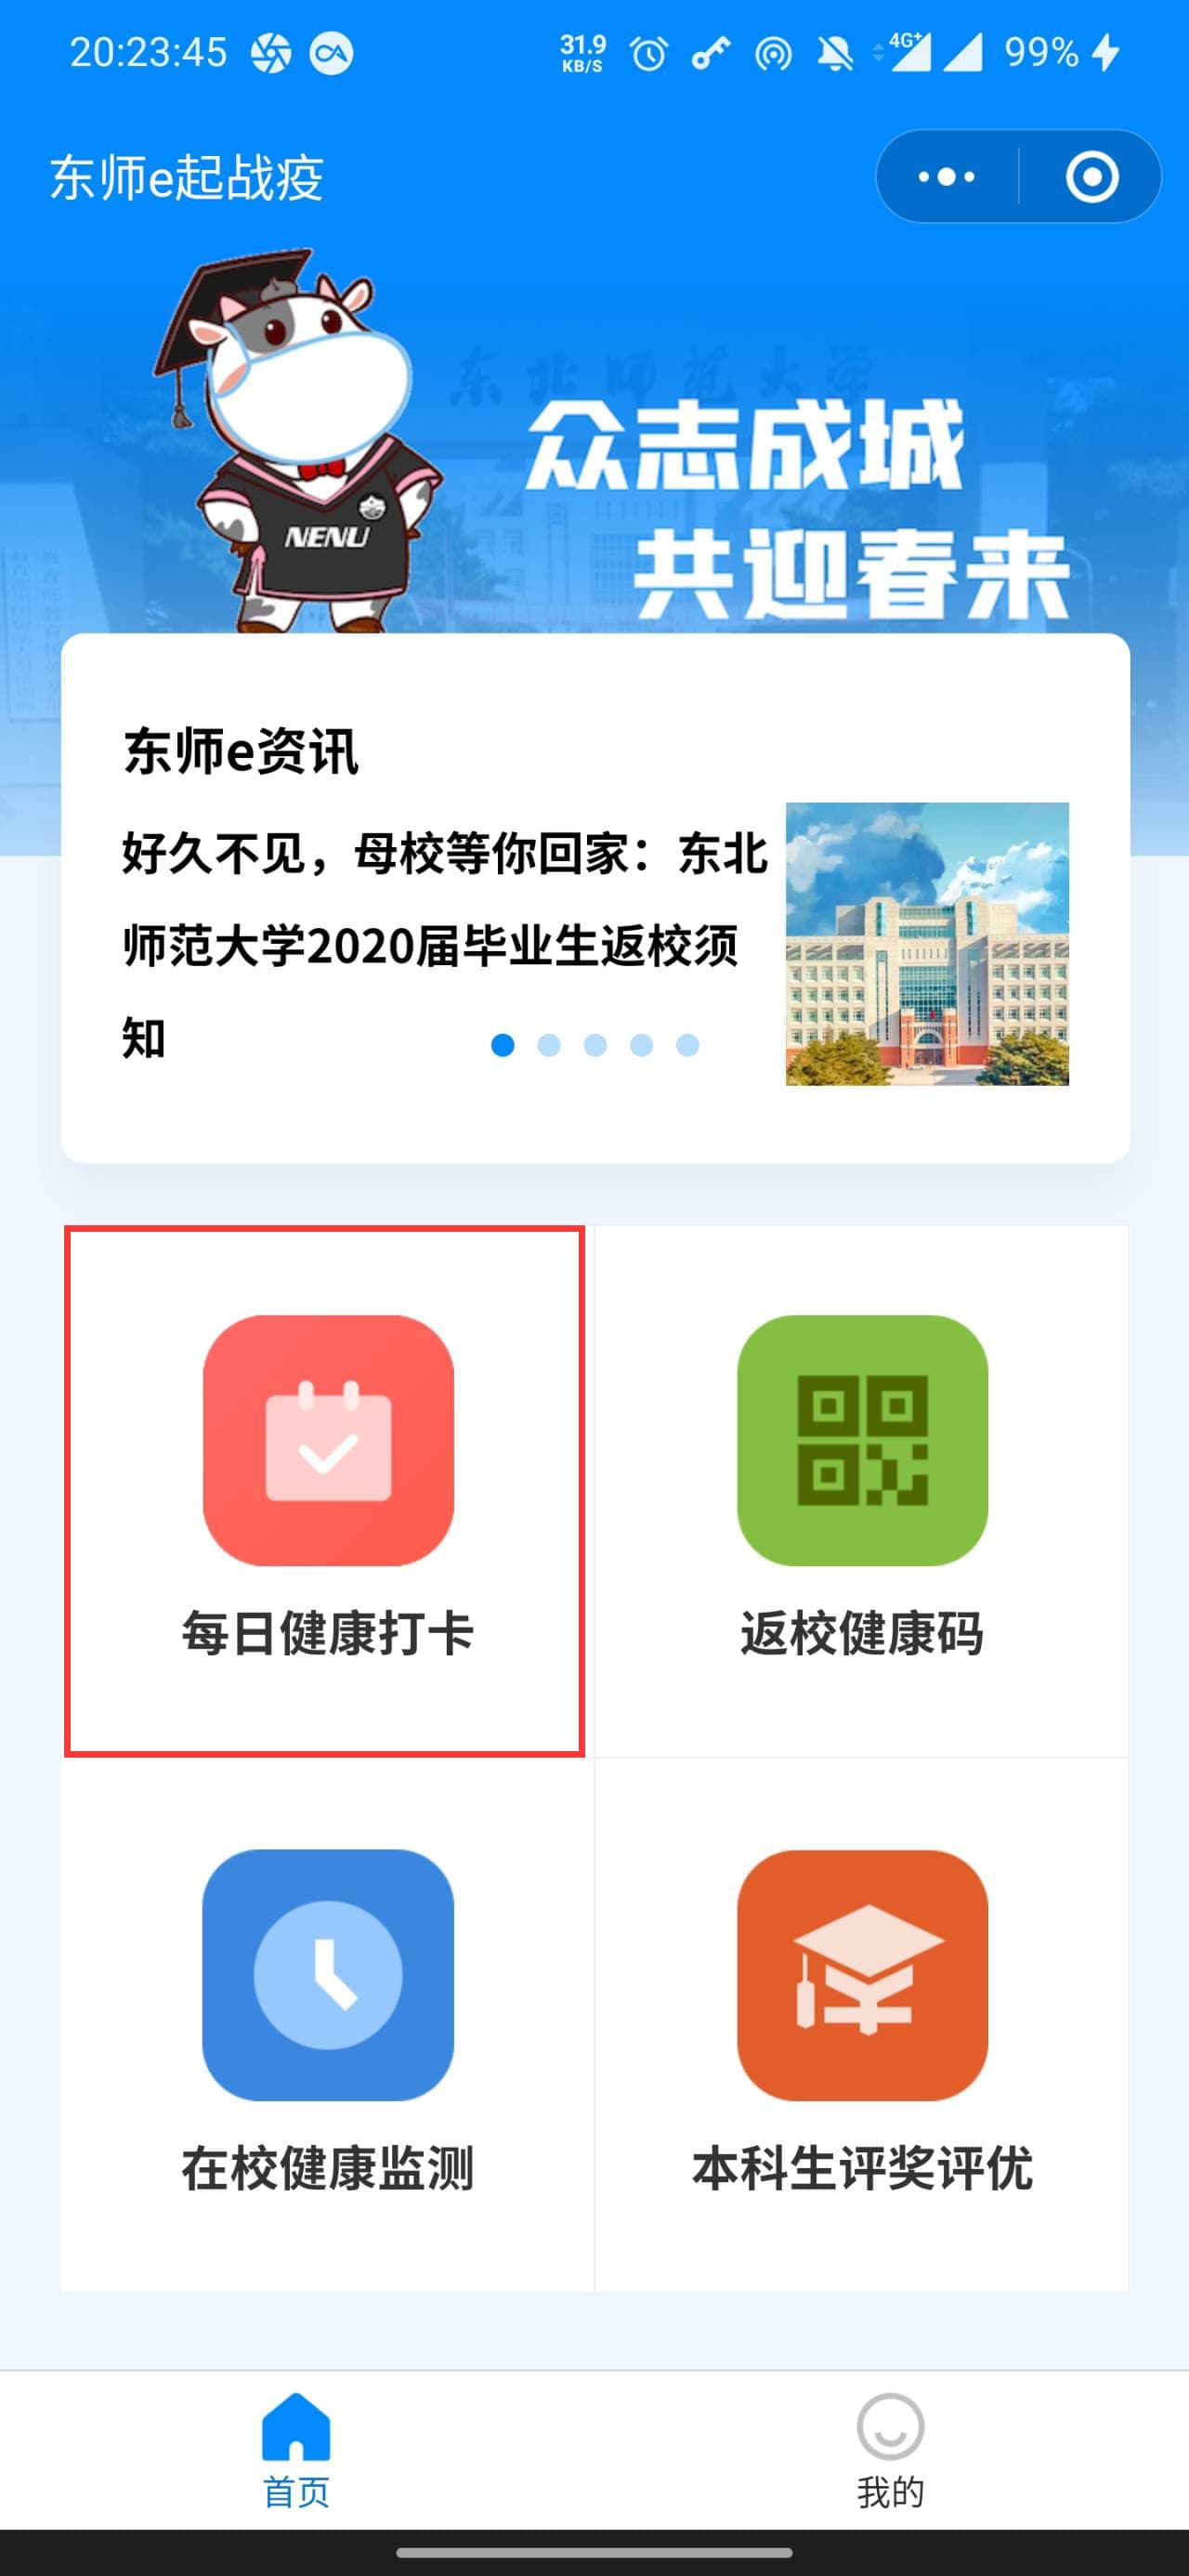 20:23:45
31.9
KB/S
4G+
99%
东师e起战疫
东北师范大学
众志成城
共迎春来
NENU
东师e资讯
好久不见，母校等你回家：东北
师范大学2020届毕业生返校须
知
每日健康打卡
返校健康码
在校健康监测
本科生评奖评优
首页
我的